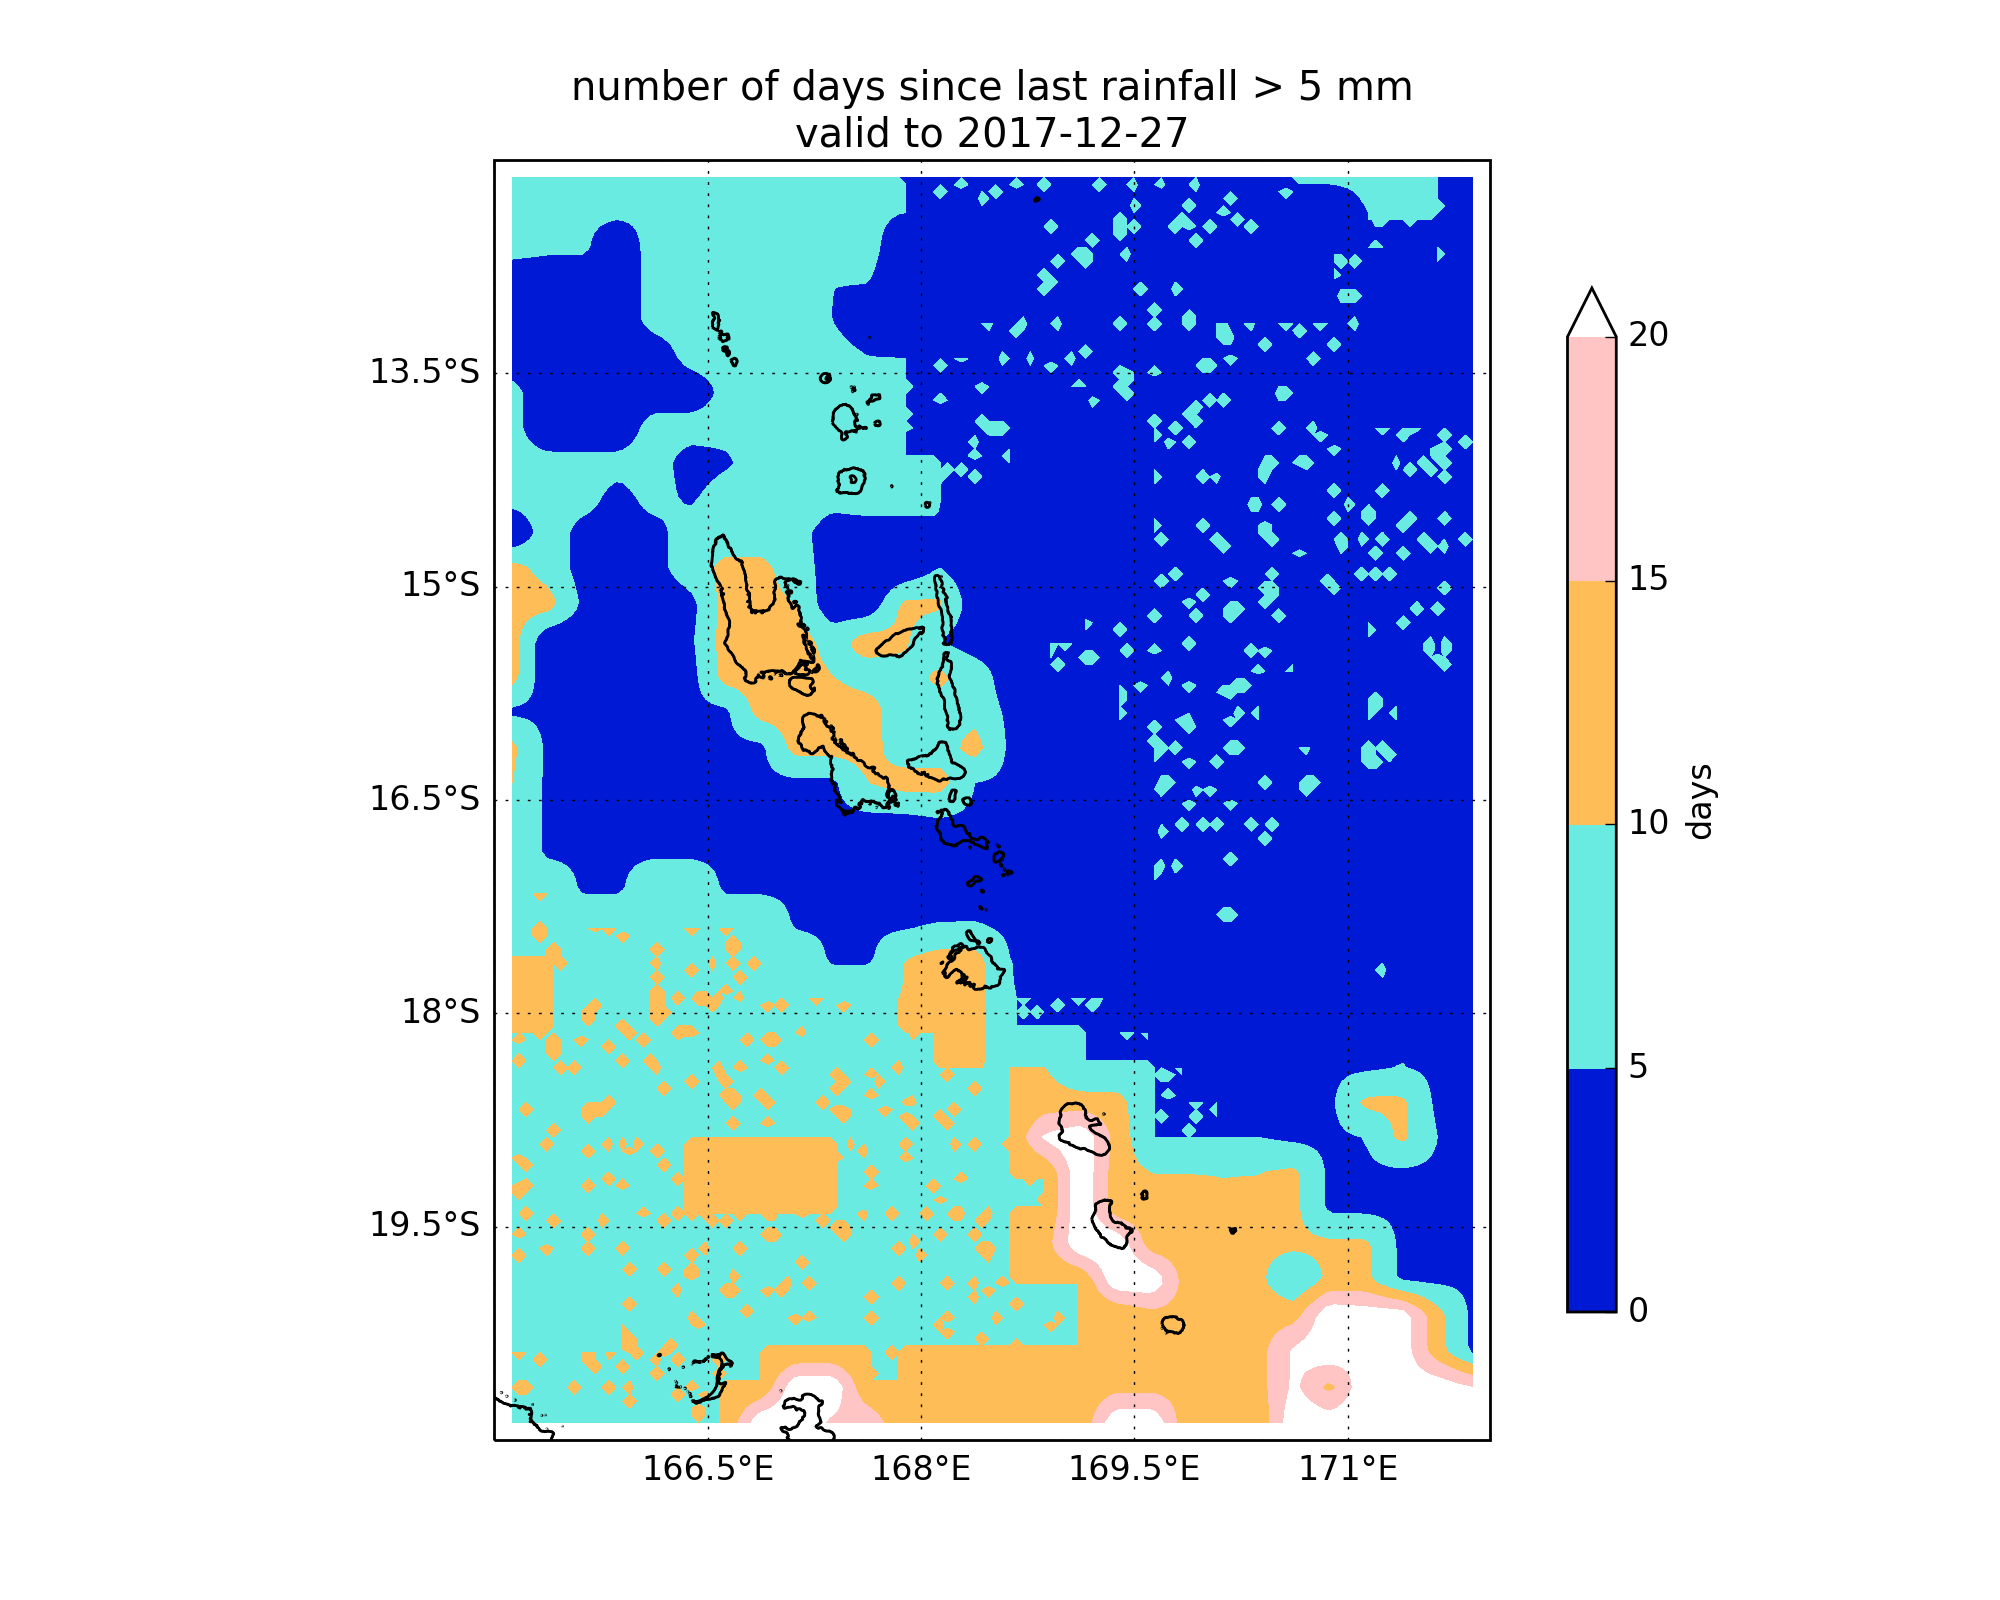 number of days since last rainfall > 5 mm
valid to 2017-12-27
13.5°S
15°S
16.5°S
18°S
19.5°S
166.5°E
168°E
169.5°E
171°E
20
15
10
5
0
days